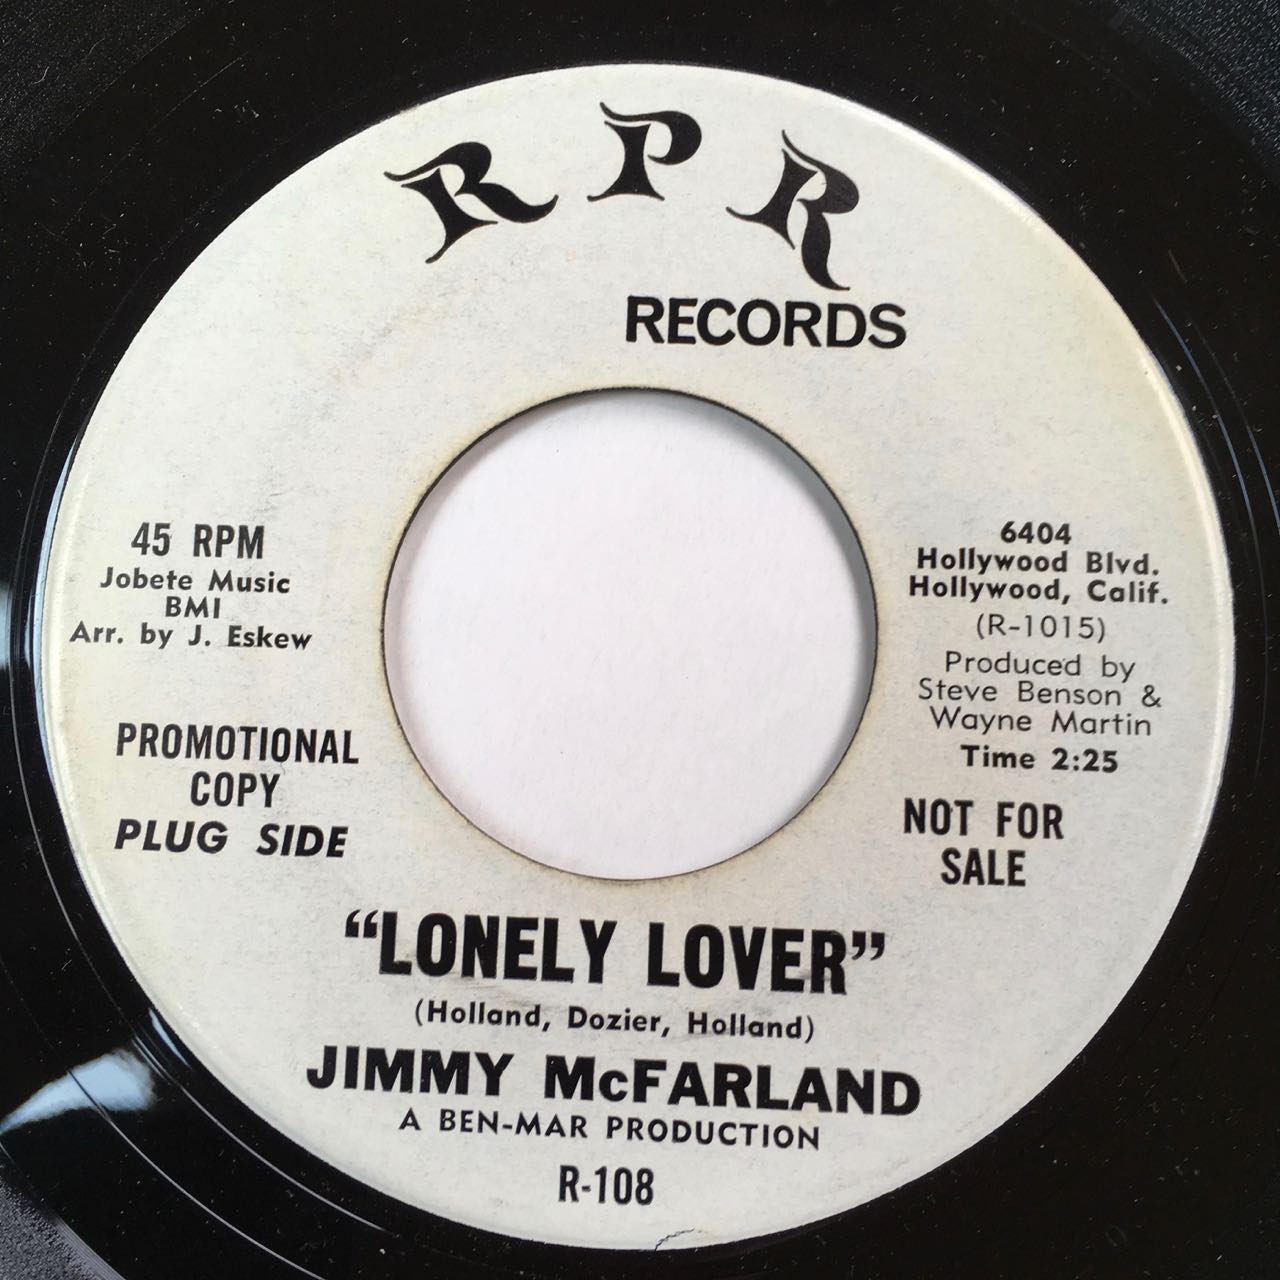 RPR
RECORDS
45 RPM
Jobete Music
BMI
Arr. by J. Eskew
PROMOTIONAL
COPY
PLUG SIDE
6404
Hollywood Blvd.
Hollywood, Calif.
(R-1015)
Produced by
Steve Benson &
Wayne Martin
Time 2:25
NOT FOR
SALE
“LONELY LOVER”
(Holland, Dozier, Holland)
JIMMY McFARLAND
A BEN-MAR PRODUCTION
R-108